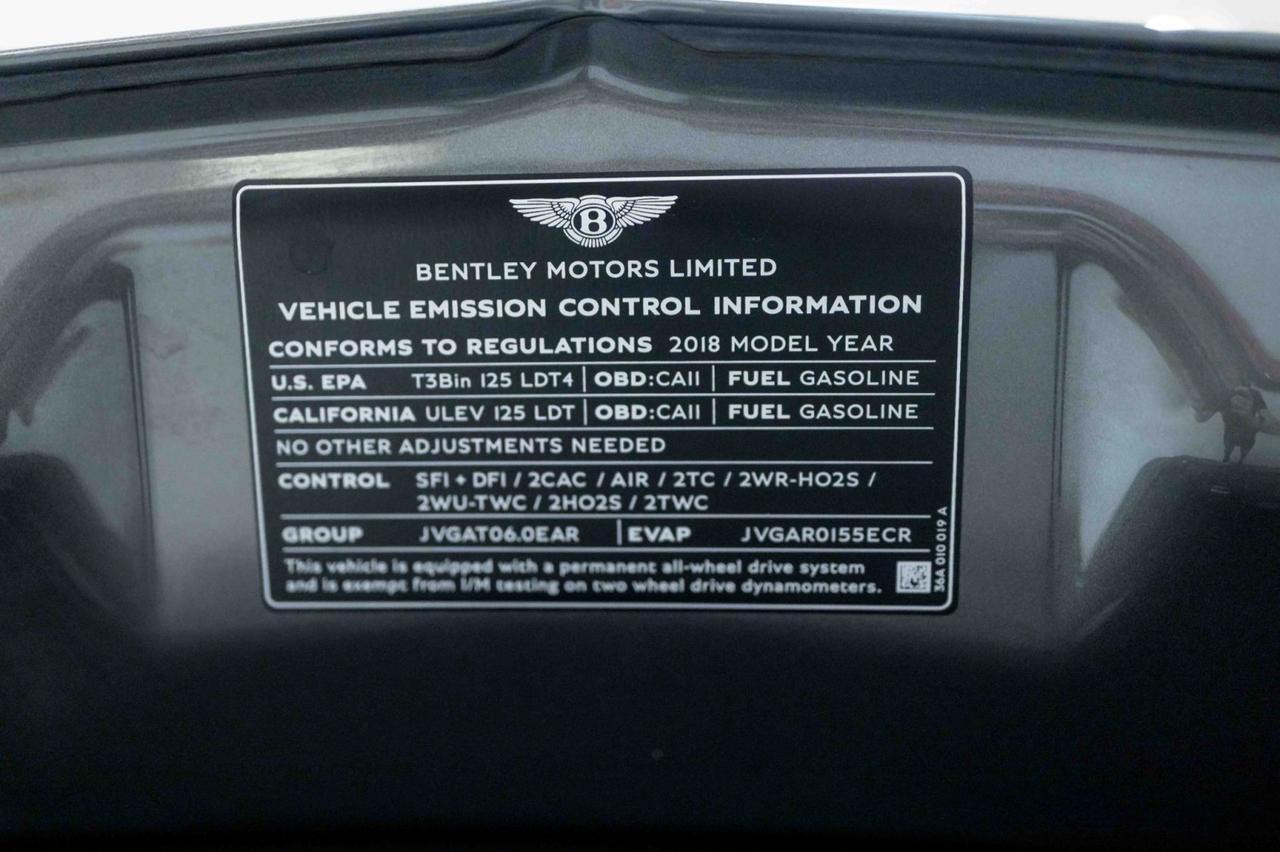 B
BENTLEY MOTORS LIMITED
VEHICLE EMISSION CONTROL INFORMATION
CONFORMS TO REGULATIONS 2018 MODEL YEAR
U.S. EPA T3Bin 125 LDT4 | OBD:CAII | FUEL GASOLINE
CALIFORNIA ULEV 125 LDT | OBD:CAII | FUEL GASOLINE
NO OTHER ADJUSTMENTS NEEDED
CONTROL SFI + DFI / 2CAC / AIR / 2TC / 2WR-HO2S /
2WU-TWC / 2HO2S / 2TWC
GROUP JVGAT06.0EAR | EVAP JVGAR0155ECR
This vehicle is equipped with a permanent all-wheel drive system
and is exempt from I/M testing on two wheel drive dynamometers.
36A 010 019 A